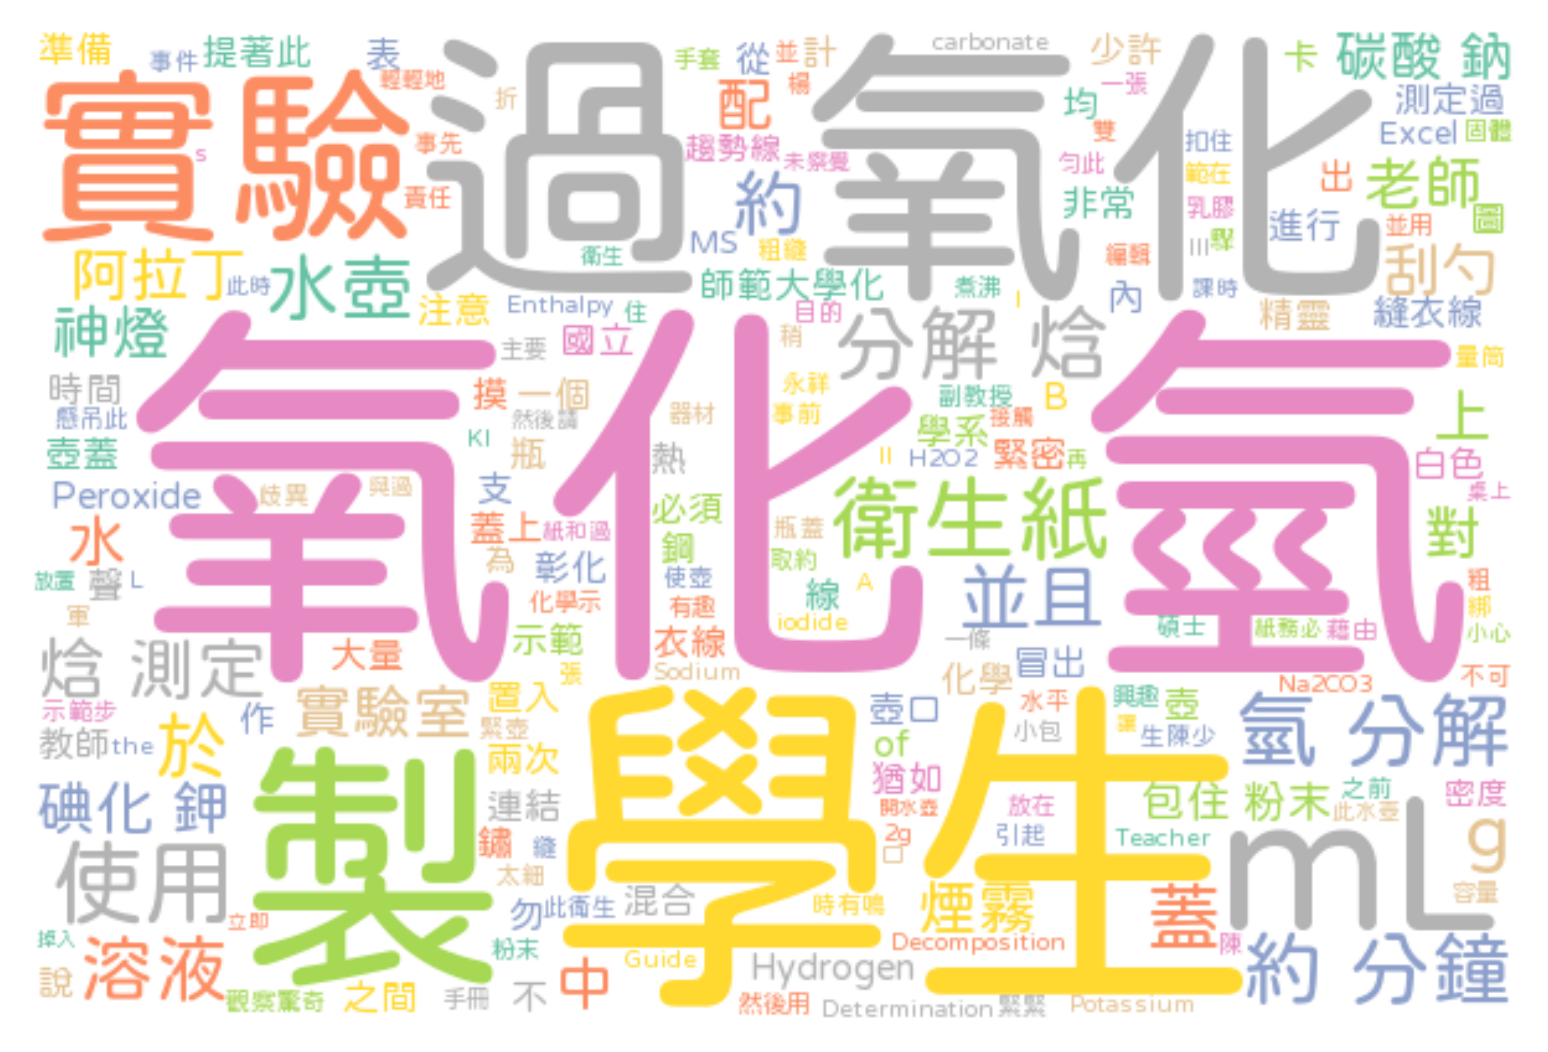 準備 事件 提著此 表 手套 從 並 計 carbonate 少許 卡 碳酸 鈉
實驗 輕輕地 折 過 氧化 配 楊 均 一張 測定過
s 事先 趨勢線 未察覺 雙 勻此 扣住 Excel 固體
責任 約 非常 範在 出 老師
乳膠 進行 並用 圖
阿拉丁 此時 水壺 衛生 MS 粗縫 編輯 III 聚 刮勺
注意 Enthalpy 住 師範大學化 煮沸 I 內 課時
神燈 國立 目的 分解 焓 精靈 縫衣線
主要 稍 量筒
時間 氧化 氫 摸 一個 永祥 副教授 B 上
懸吊此 然後請 器材 事前 接觸
壺蓋 KI 瓶 熱 學系 II H2O2 緊密 再 白色
Peroxide 歧異 與過 支 桌上
水 蓋上 紙和過 必須 瓶蓋 衛生紙 對
放置 聲 L 為 彰化 鋼 取約 使壺 線 A 並且 粗
軍 化學示 有趣 iodide 綁
焓 測定 大量 示範 衣線 一條 碩士 紙務必 藉由 小心
張 Sodium 化學 冒出 Na2CO3 不可
示範步 作 實驗室 置入 學生 壺口 水平 興趣 壺 氫 分解
教師 the 於 緊壺 兩次 of 小包 讓 生陳少
碘化 鉀 製 連結 猶如 開水壺 放在 包住 粉末 之前 此水壺 密度
鏽 縫 2g 引起 Teacher mL g
使用 太細 容量
立即 勿 此衛生 混合 時有鳴 煙霧 蓋
掉入 溶液 粉末 Decomposition 陳 約 分鐘
說 觀察驚奇 之間 手冊 不 中 Guide Hydrogen
然後用 Determination 緊緊 Potassium